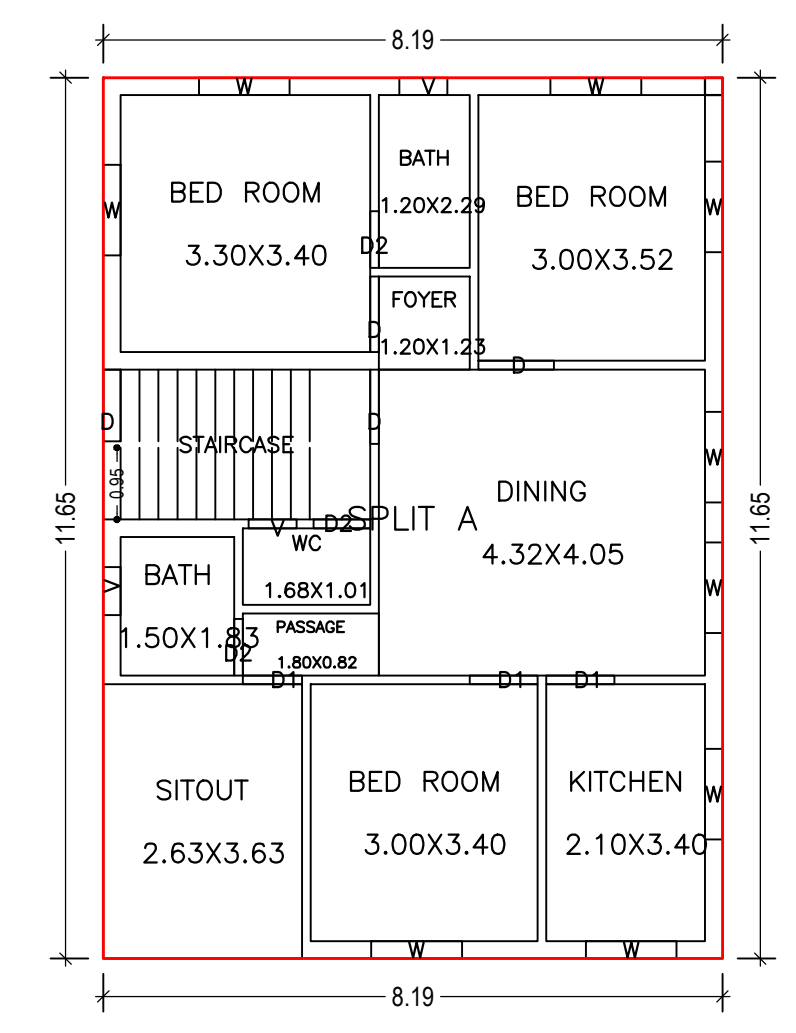 8.19
W
V
W
BATH
BED ROOM
BED ROOM
W
1.20X2.29
W
D2
3.30X3.40
3.00X3.52
FOYER
D
1.20X1.23
D
D
D
STAIRCASE
W
0.95
DINING
11.65
11.65
SPLIT A
V
D2
WC
4.32X4.05
BATH
V
1.68X1.01
W
PASSAGE
1.50X1.83
D2
1.80X0.82
D1
D1
D1
SITOUT
BED ROOM
KITCHEN
W
2.63X3.63
3.00X3.40
2.10X3.40
W
W
8.19